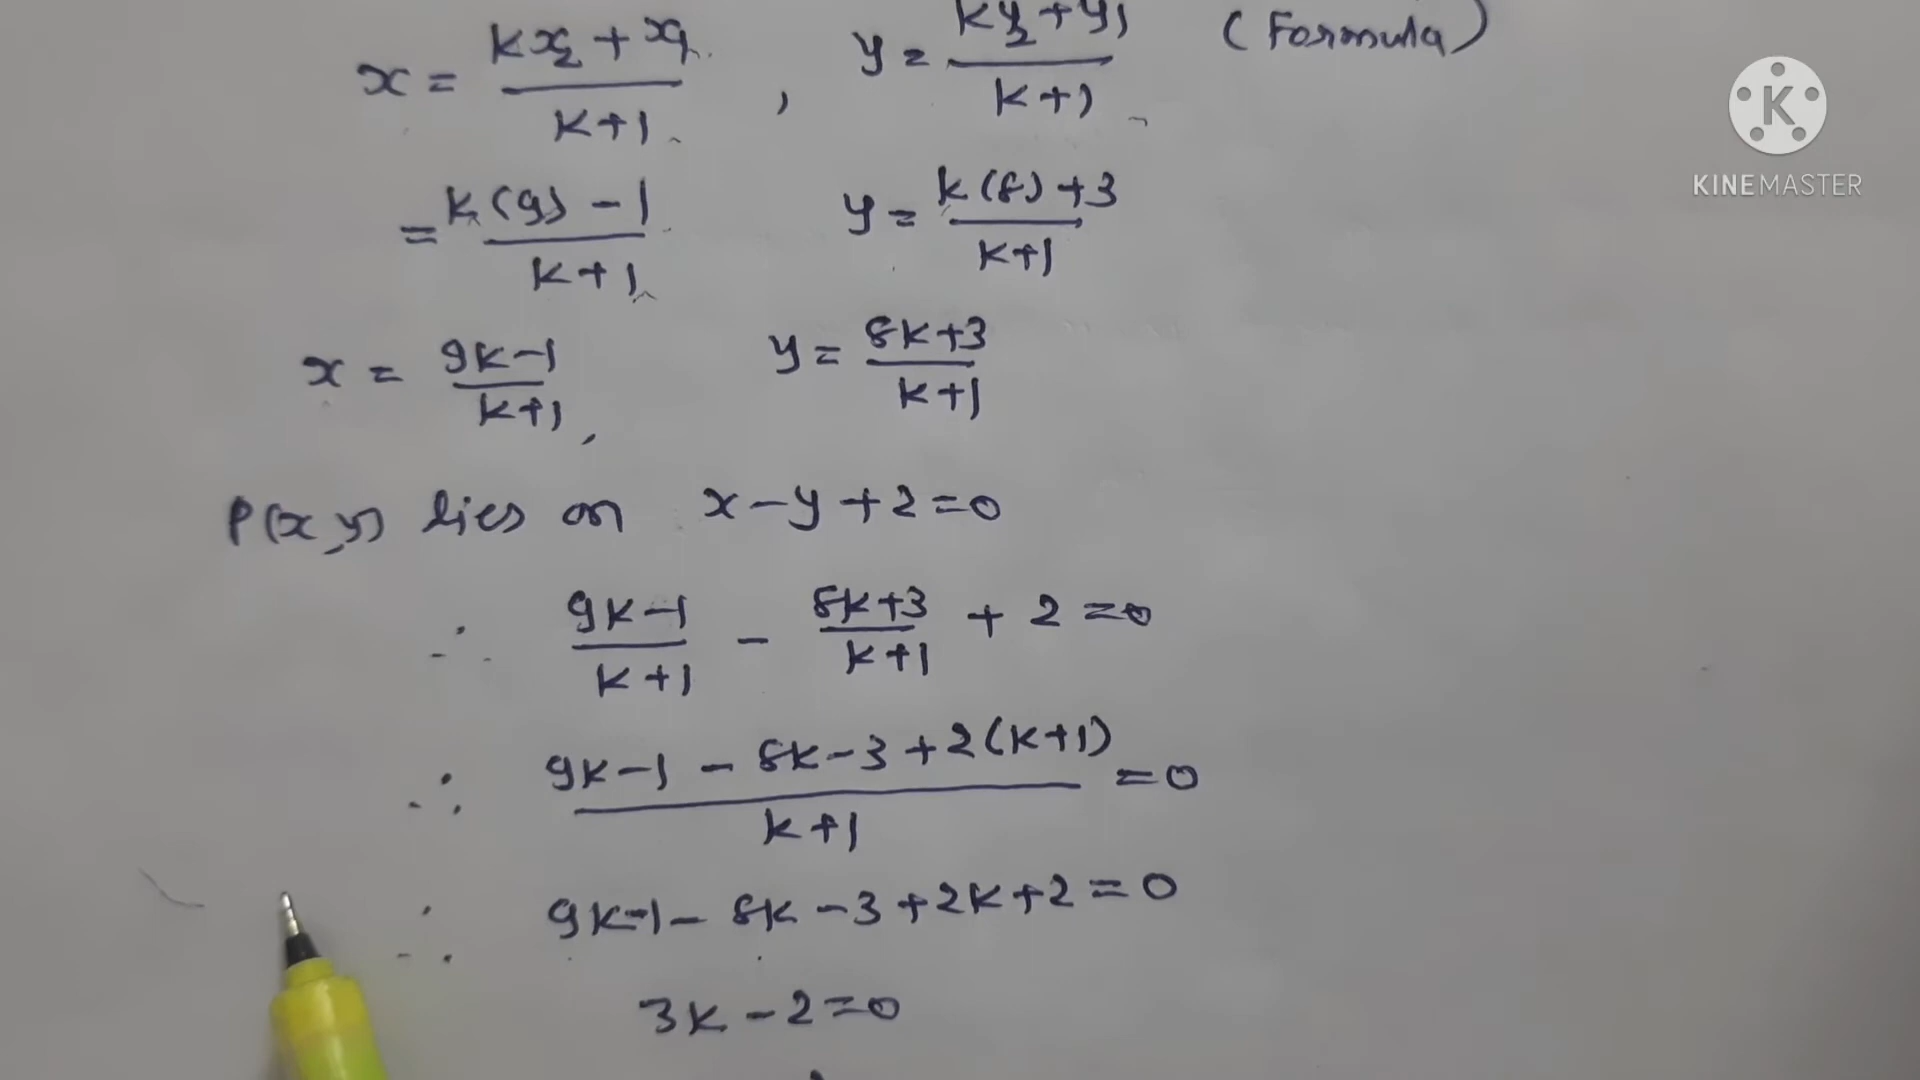 x = kx₂ + x₁ / k+1 , y = ky₂ + y₁ / k+1 (Formula)
= k(9) - 1 / k+1 y = k(8) + 3 / k+1
x = 9k-1 / k+1 , y = 8k+3 / k+1
P(x,y) lies on x - y + 2 = 0
∴ 9k-1 / k+1 - 8k+3 / k+1 + 2 = 0
∴ 9k-1 - 8k-3 + 2(k+1) / k+1 = 0
∴ 9k-1 - 8k - 3 + 2k + 2 = 0
3k - 2 = 0
K
KINEMASTER